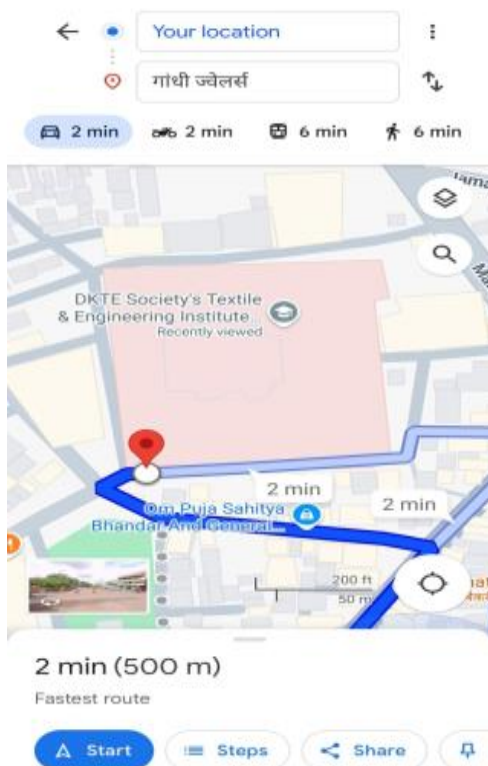 Your location
गांधी ज्वेलर्स
2 min
2 min
6 min
6 min
DKTE Society's Textile
& Engineering Institute...
Recently viewed
2 min
2 min
Om Puja Sahitya
Bhandar And General...
200 ft
50 m
2 min (500 m)
Fastest route
Start
Steps
Share